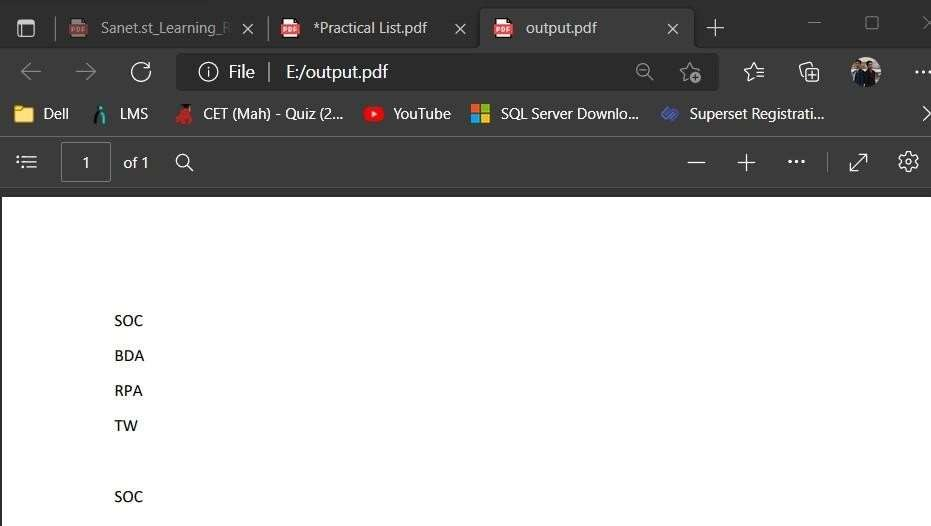 Sanet.st_Learning_R
*Practical List.pdf
output.pdf
File
E:/output.pdf
Dell
LMS
CET (Mah) - Quiz (2...
YouTube
SQL Server Downlo...
Superset Registrati...
1
of 1
SOC
BDA
RPA
TW
SOC